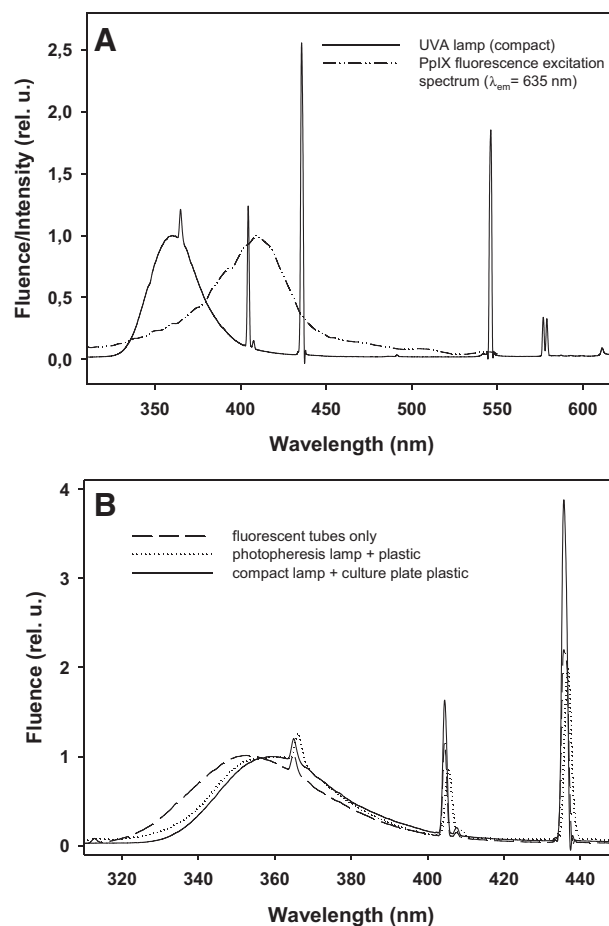 A
UVA lamp (compact)
PpIX fluorescence excitation
spectrum (λem= 635 nm)
Fluence/Intensity (rel. u.)
2,5
2,0
1,5
1,0
0,5
0,0
350 400 450 500 550 600
Wavelength (nm)
B
fluorescent tubes only
photopheresis lamp + plastic
compact lamp + culture plate plastic
Fluence (rel. u.)
4
3
2
1
0
320 340 360 380 400 420 440
Wavelength (nm)